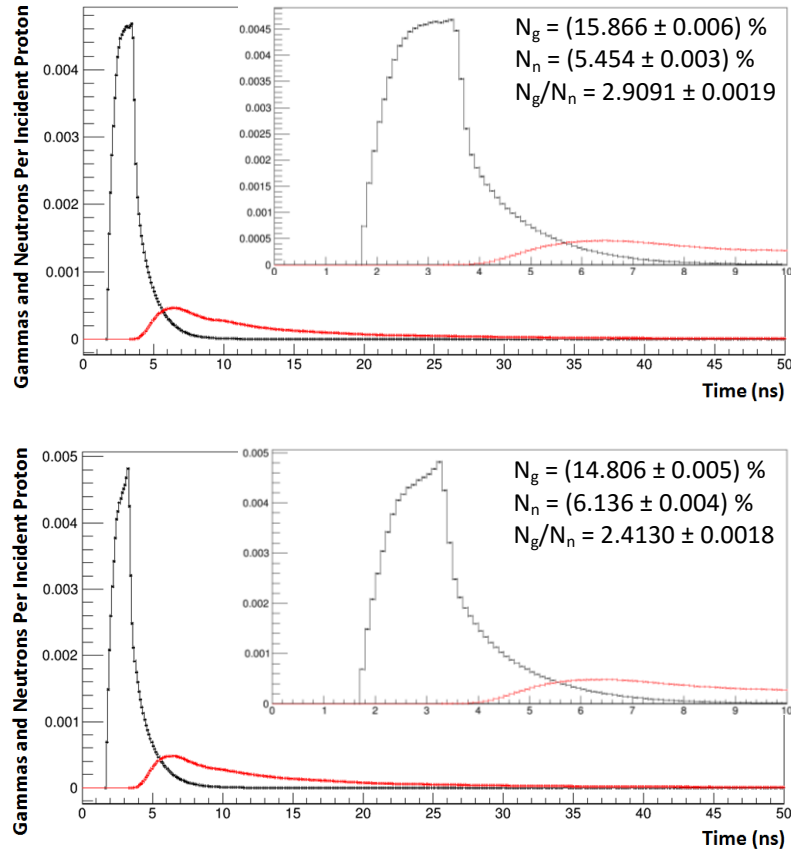 Gammas and Neutrons Per Incident Proton
0.004
0.003
0.002
0.001
0
0 5 10 15 20 25 30 35 40 45 50
Time (ns)
0.0045
0.004
0.0035
0.003
0.0025
0.002
0.0015
0.001
0.0005
0
0 1 2 3 4 5 6 7 8 9 10
N_g = (15.866 ± 0.006) %
N_n = (5.454 ± 0.003) %
N_g/N_n = 2.9091 ± 0.0019
Gammas and Neutrons Per Incident Proton
0.005
0.004
0.003
0.002
0.001
0
0 5 10 15 20 25 30 35 40 45 50
Time (ns)
0.005
0.004
0.003
0.002
0.001
0
0 1 2 3 4 5 6 7 8 9 10
N_g = (14.806 ± 0.005) %
N_n = (6.136 ± 0.004) %
N_g/N_n = 2.4130 ± 0.0018